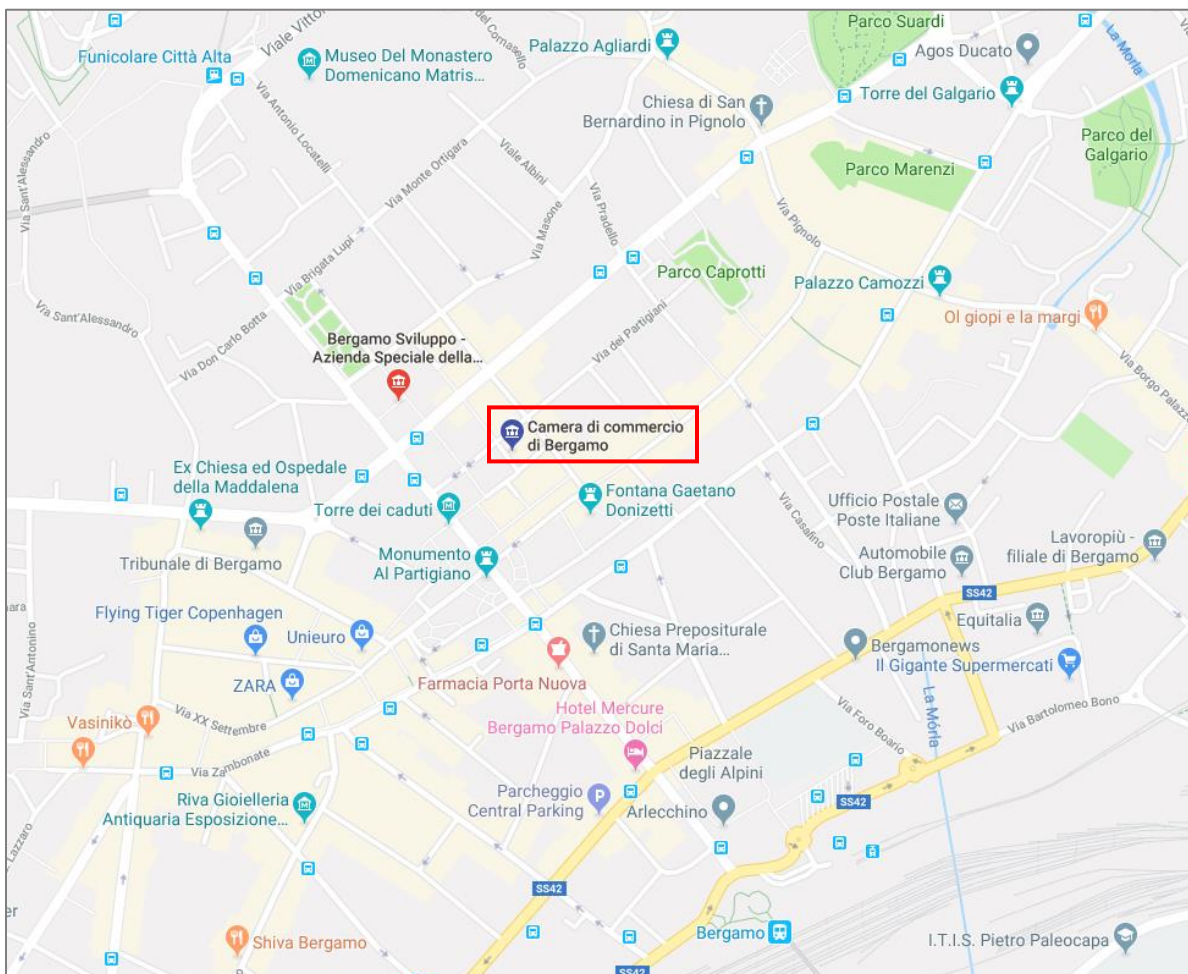 Parco Suardi
Viale Vitto
Funicolare Città Alta
Museo Del Monastero
Domenicano Matris...
Palazzo Agliardi
Agos Ducato
La Morla
Torre del Galgario
Chiesa di San
Bernardino in Pignolo
Via Antonio Locatelli
Via Sant'Alessandro
Viale Albini
Via Monte Ortigara
Parco Marenzi
Parco del
Galgario
Via Masone
Via Pradello
Via Pignolo
Via Brigata Lupi
Parco Caprotti
Palazzo Camozzi
Via Sant'Alessandro
Via Don Carlo Botta
Bergamo Sviluppo -
Azienda Speciale della...
Via dei Partigiani
Ol giopi e la margi
Via Borgo Palazzo
Camera di commercio
di Bergamo
Ex Chiesa ed Ospedale
della Maddalena
Torre dei caduti
Fontana Gaetano
Donizetti
Via Casalino
Ufficio Postale
Poste Italiane
Tribunale di Bergamo
Monumento
Al Partigiano
Automobile
Club Bergamo
Lavoropiù -
filiale di Bergamo
SS42
Flying Tiger Copenhagen
Unieuro
Equitalia
Chiesa Prepositurale
di Santa Maria...
Bergamonews
Il Gigante Supermercati
Via Sant'Antonino
ZARA
Farmacia Porta Nuova
Hotel Mercure
Bergamo Palazzo Dolci
Vasinikò
Via XX Settembre
La Mórla
Via Foro Boario
Via Bartolomeo Bono
Via Zambonate
Piazzale
degli Alpini
Riva Gioielleria
Antiquaria Esposizione...
Parcheggio
Central Parking
P
Arlecchino
SS42
Lazzaro
SS42
Shiva Bergamo
Bergamo
I.T.I.S. Pietro Paleocapa
SS42